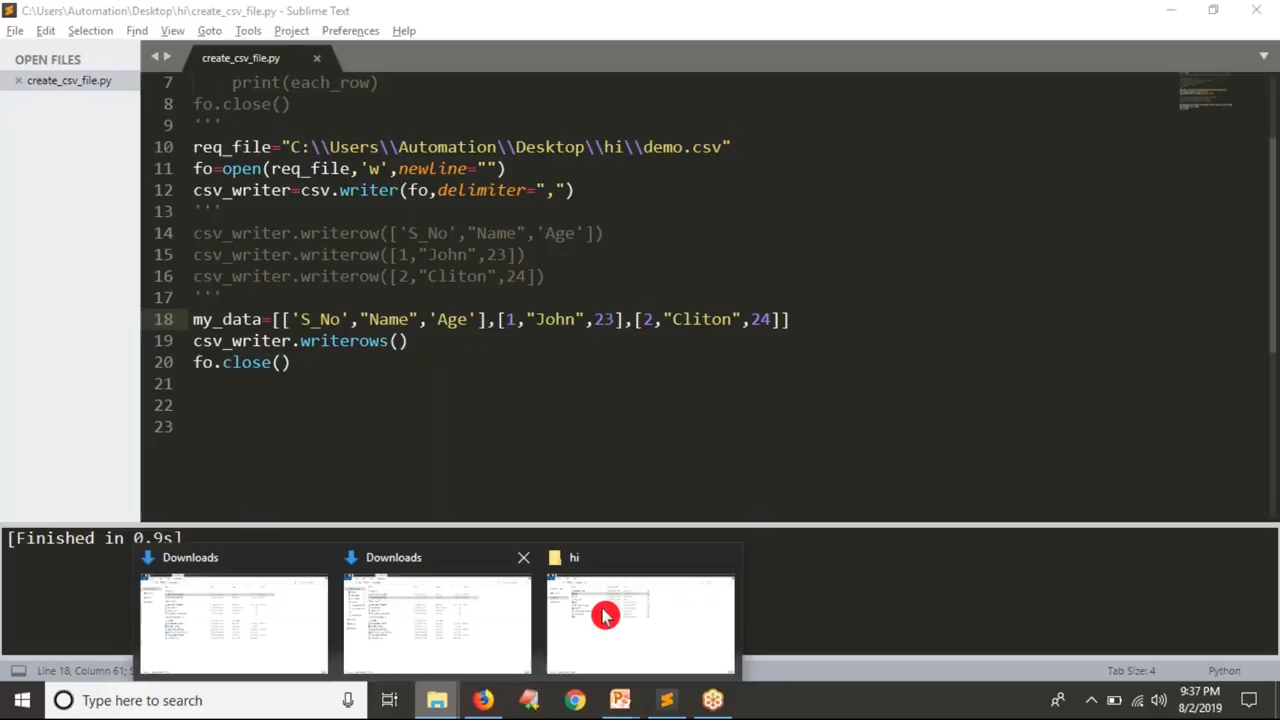 C:\Users\Automation\Desktop\hi\create_csv_file.py - Sublime Text
File Edit Selection Find View Goto Tools Project Preferences Help
OPEN FILES
create_csv_file.py
create_csv_file.py
7 print(each_row)
8 fo.close()
9 '''
10 req_file="C:\\Users\\Automation\\Desktop\\hi\\demo.csv"
11 fo=open(req_file,'w',newline="")
12 csv_writer=csv.writer(fo,delimiter=",")
13 '''
14 csv_writer.writerow(['S_No',"Name",'Age'])
15 csv_writer.writerow([1,"John",23])
16 csv_writer.writerow([2,"Cliton",24])
17 '''
18 my_data=[['S_No',"Name",'Age'],[1,"John",23],[2,"Cliton",24]]
19 csv_writer.writerows()
20 fo.close()
21
22
23
[Finished in 0.9s]
Downloads Downloads hi
Line 18, Column 61; Tab Size: 4 Python
Type here to search
9:37 PM
8/2/2019